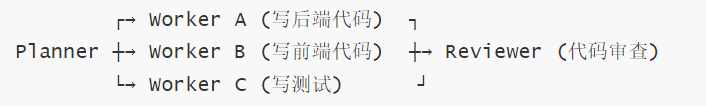 ┌→ Worker A (写后端代码) ┐
Planner ┼→ Worker B (写前端代码) ┼→ Reviewer (代码审查)
└→ Worker C (写测试) ┘